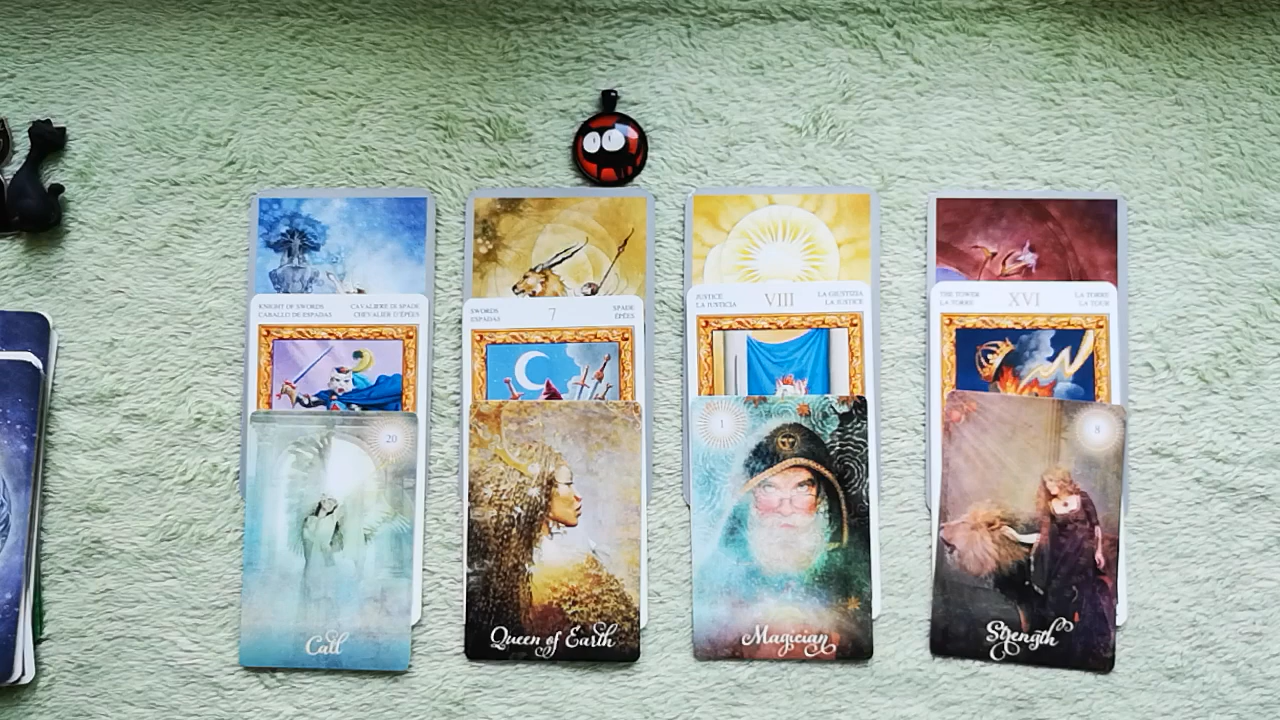 KNIGHT OF SWORDS CAVALIERE DI SPADE
CABALLO DE ESPADAS CHEVALIER D'ÉPÉES
20
Call
SWORDS 7 SPADE
ESPADAS ÉPÉES
Queen of Earth
JUSTICE VIII LA GIUSTIZIA
LA JUSTICIA LA JUSTICE
1
Magician
THE TOWER XVI LA TORRE
LA TORRE LA TOUR
8
Strength